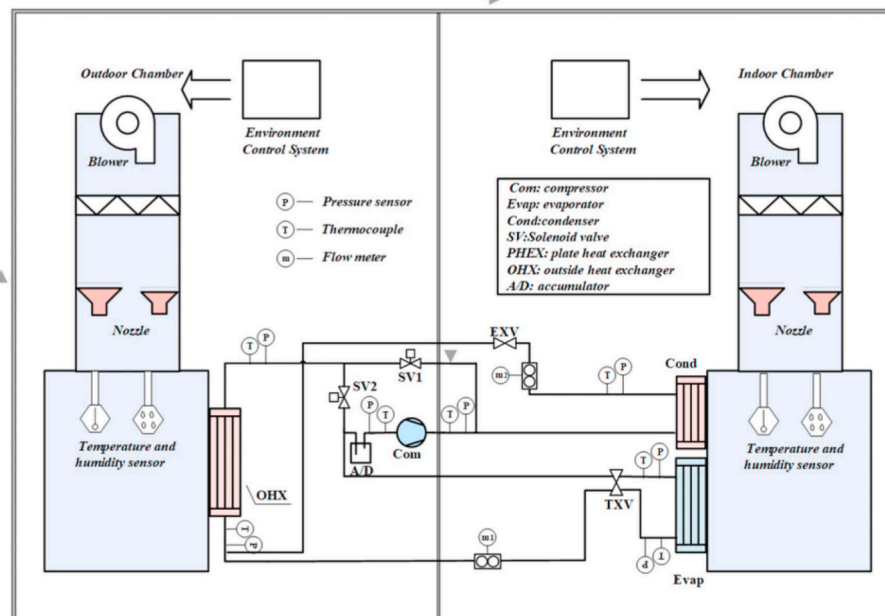 Outdoor Chamber
Environment
Control System
Blower
Environment
Control System
Indoor Chamber
Blower
P Pressure sensor
T Thermocouple
m Flow meter
Com: compressor
Evap: evaporator
Cond:condenser
SV:Solenoid valve
PHEX: plate heat exchanger
OHX: outside heat exchanger
A/D: accumulator
Nozzle
Nozzle
EXV
T P
SV1
m2
T P
Cond
SV2
P T
T P
A/D
Com
Temperature and
humidity sensor
Temperature and
humidity sensor
OHX
T P
TXV
T
P
m1
P T
Evap